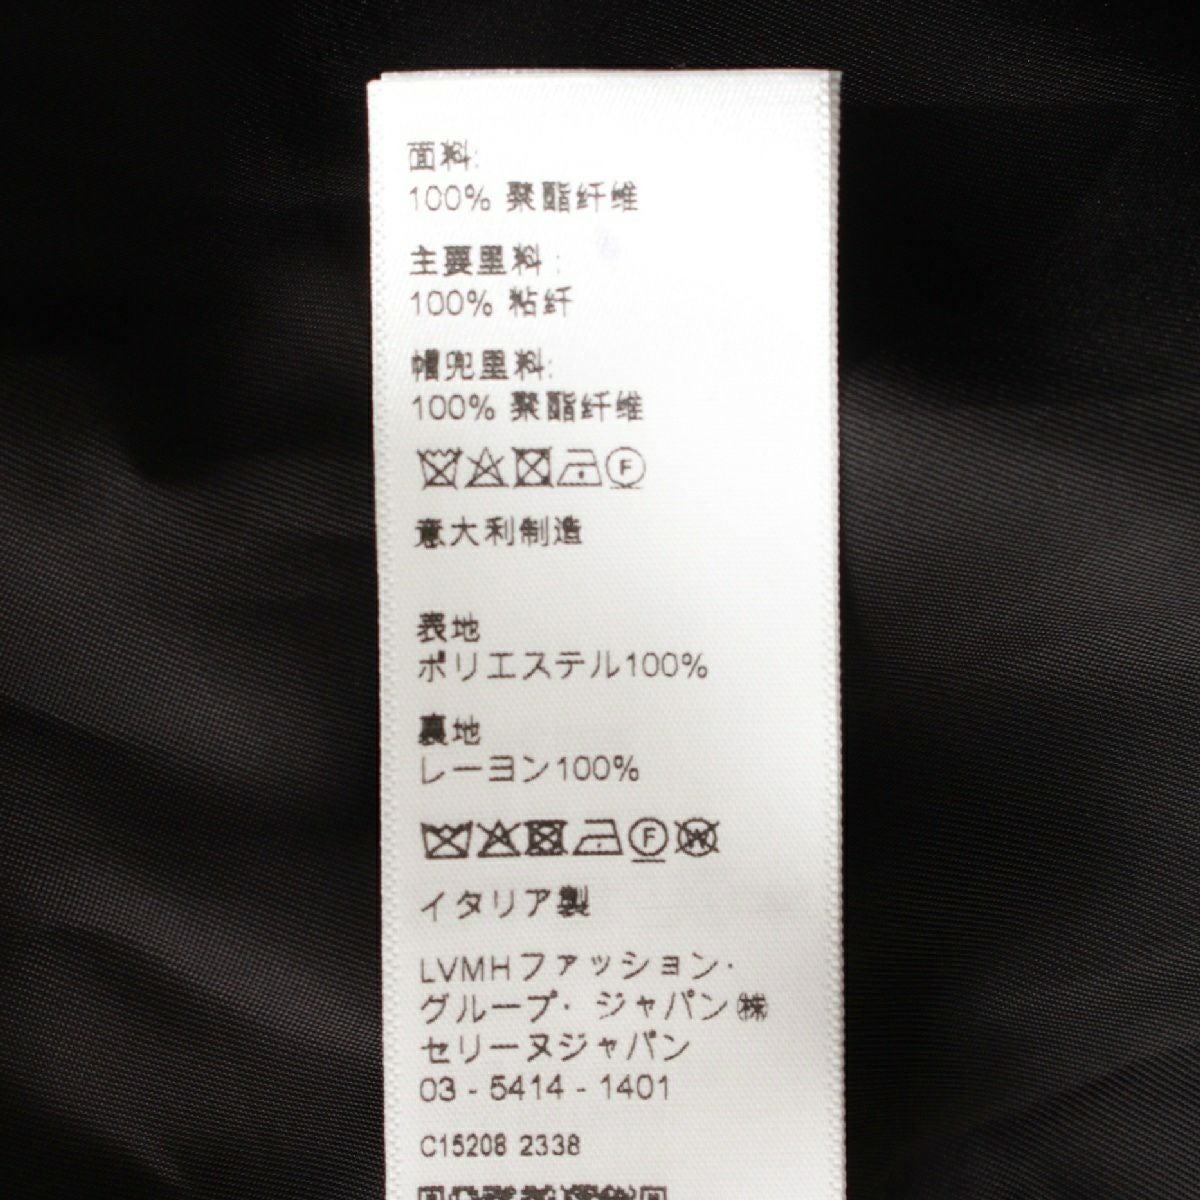 面料:
100% 聚酯纤维
主要里料:
100% 粘纤
帽兜里料:
100% 聚酯纤维
F
意大利制造
表地
ポリエステル100%
裏地
レーヨン100%
F W
イタリア製
LVMHファッション・
グループ・ジャパン㈱
セリーヌジャパン
03 - 5414 - 1401
C15208 2338